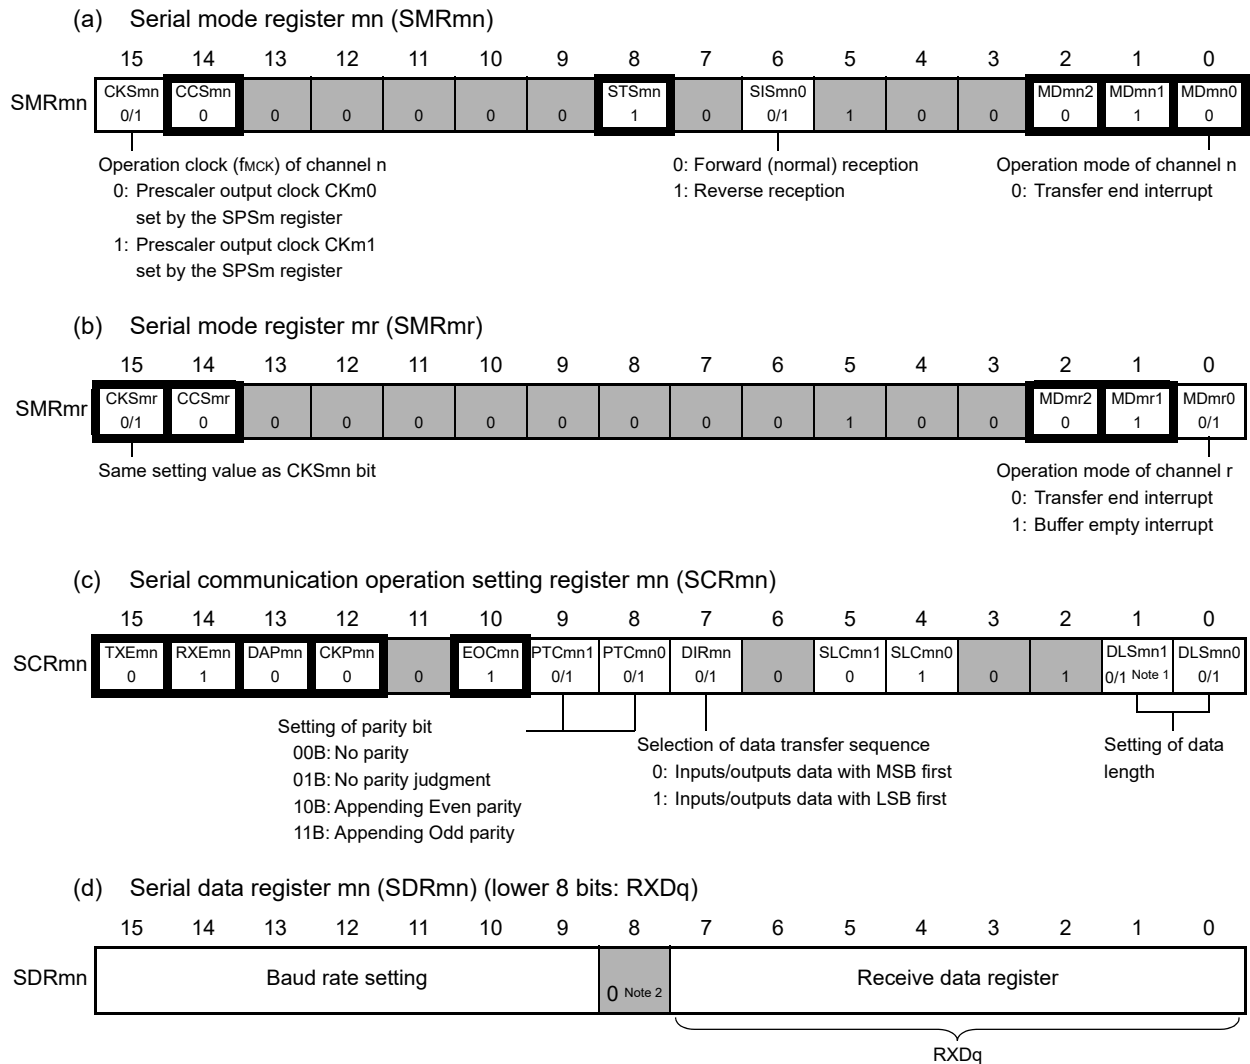 (a) Serial mode register mn (SMRmn)
15 14 13 12 11 10 9 8 7 6 5 4 3 2 1 0
CKSmn CCSmn STSmn SISmn0 MDmn2 MDmn1 MDmn0
SMRmn
0/1 0 0 0 0 0 0 1 0 0/1 1 0 0 0 1 0
Operation clock (fMCK) of channel n
0: Prescaler output clock CKm0
set by the SPSm register
1: Prescaler output clock CKm1
set by the SPSm register
0: Forward (normal) reception
1: Reverse reception
Operation mode of channel n
0: Transfer end interrupt
(b) Serial mode register mr (SMRmr)
15 14 13 12 11 10 9 8 7 6 5 4 3 2 1 0
CKSmr CCSmr MDmr2 MDmr1 MDmr0
SMRmr
0/1 0 0 0 0 0 0 0 0 0 1 0 0 0 1 0/1
Same setting value as CKSmn bit
Operation mode of channel r
0: Transfer end interrupt
1: Buffer empty interrupt
(c) Serial communication operation setting register mn (SCRmn)
15 14 13 12 11 10 9 8 7 6 5 4 3 2 1 0
TXEmn RXEmn DAPmn CKPmn EOCmn PTCmn1 PTCmn0 DIRmn SLCmn1 SLCmn0 DLSmn1 DLSmn0
SCRmn
0 1 0 0 0 1 0/1 0/1 0/1 0 0 1 0 1 0/1 Note 1 0/1
Setting of parity bit
00B: No parity
01B: No parity judgment
10B: Appending Even parity
11B: Appending Odd parity
Selection of data transfer sequence
0: Inputs/outputs data with MSB first
1: Inputs/outputs data with LSB first
Setting of data
length
(d) Serial data register mn (SDRmn) (lower 8 bits: RXDq)
15 14 13 12 11 10 9 8 7 6 5 4 3 2 1 0
SDRmn Baud rate setting 0 Note 2 Receive data register
RXDq